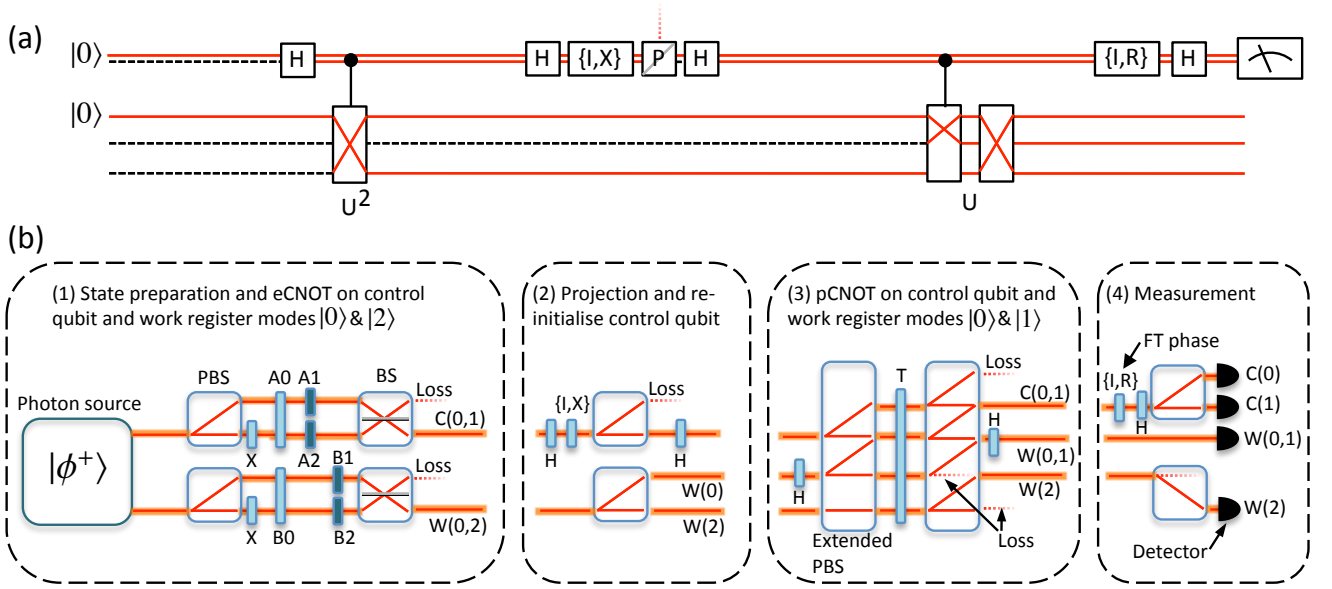 (a)
|0⟩ H H {I,X} P H {I,R} H
|0⟩
U² U
(b)
(1) State preparation and eCNOT on control
qubit and work register modes |0⟩ & |2⟩
Photon source
|ϕ⁺⟩
PBS A0 A1 BS
Loss
C(0,1)
X A2
B1
Loss
W(0,2)
X B0 B2
(2) Projection and re-
initialise control qubit
{I,X} Loss
H H
W(0)
W(2)
(3) pCNOT on control qubit and
work register modes |0⟩ & |1⟩
T Loss
C(0,1)
H
W(0,1)
H W(2)
Extended
PBS
Loss
(4) Measurement
FT phase
{I,R} C(0)
C(1)
H
W(0,1)
W(2)
Detector